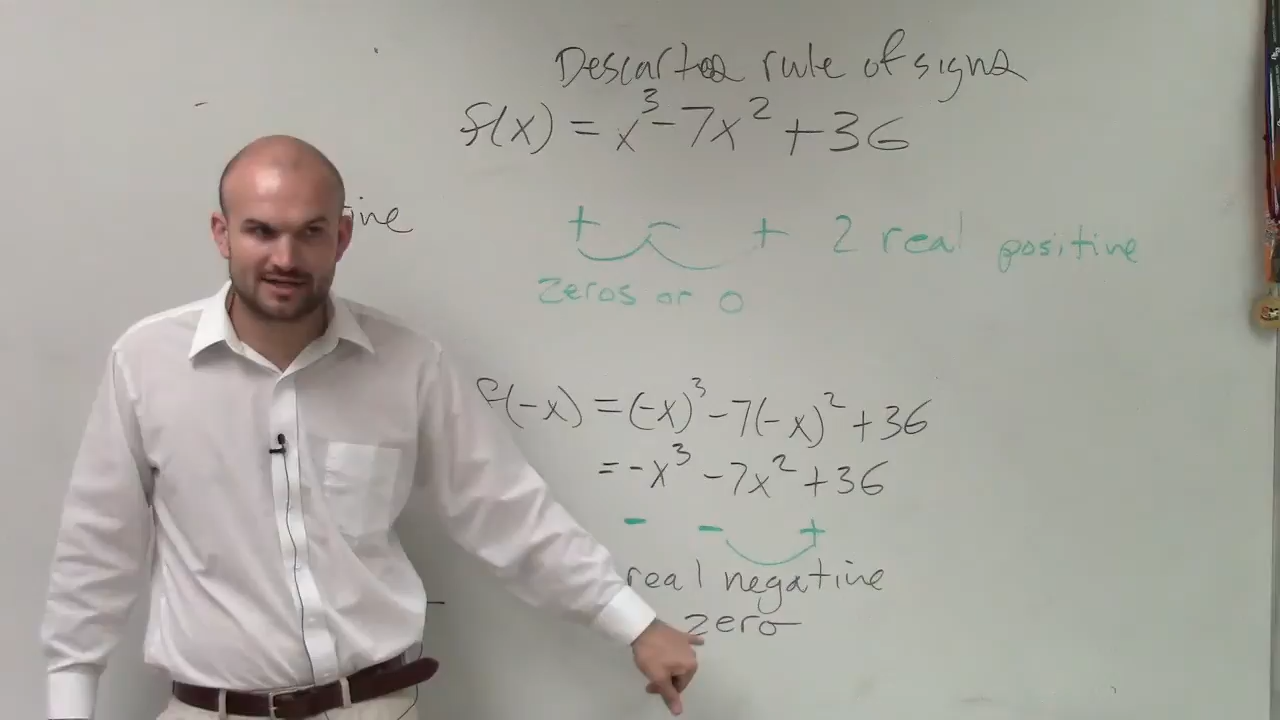 Descartes rule of signs
f(x) = x³ - 7x² + 36
+ - + 2 real positive
zeros or 0
f(-x) = (-x)³ - 7(-x)² + 36
= -x³ - 7x² + 36
- - +
real negative
zero